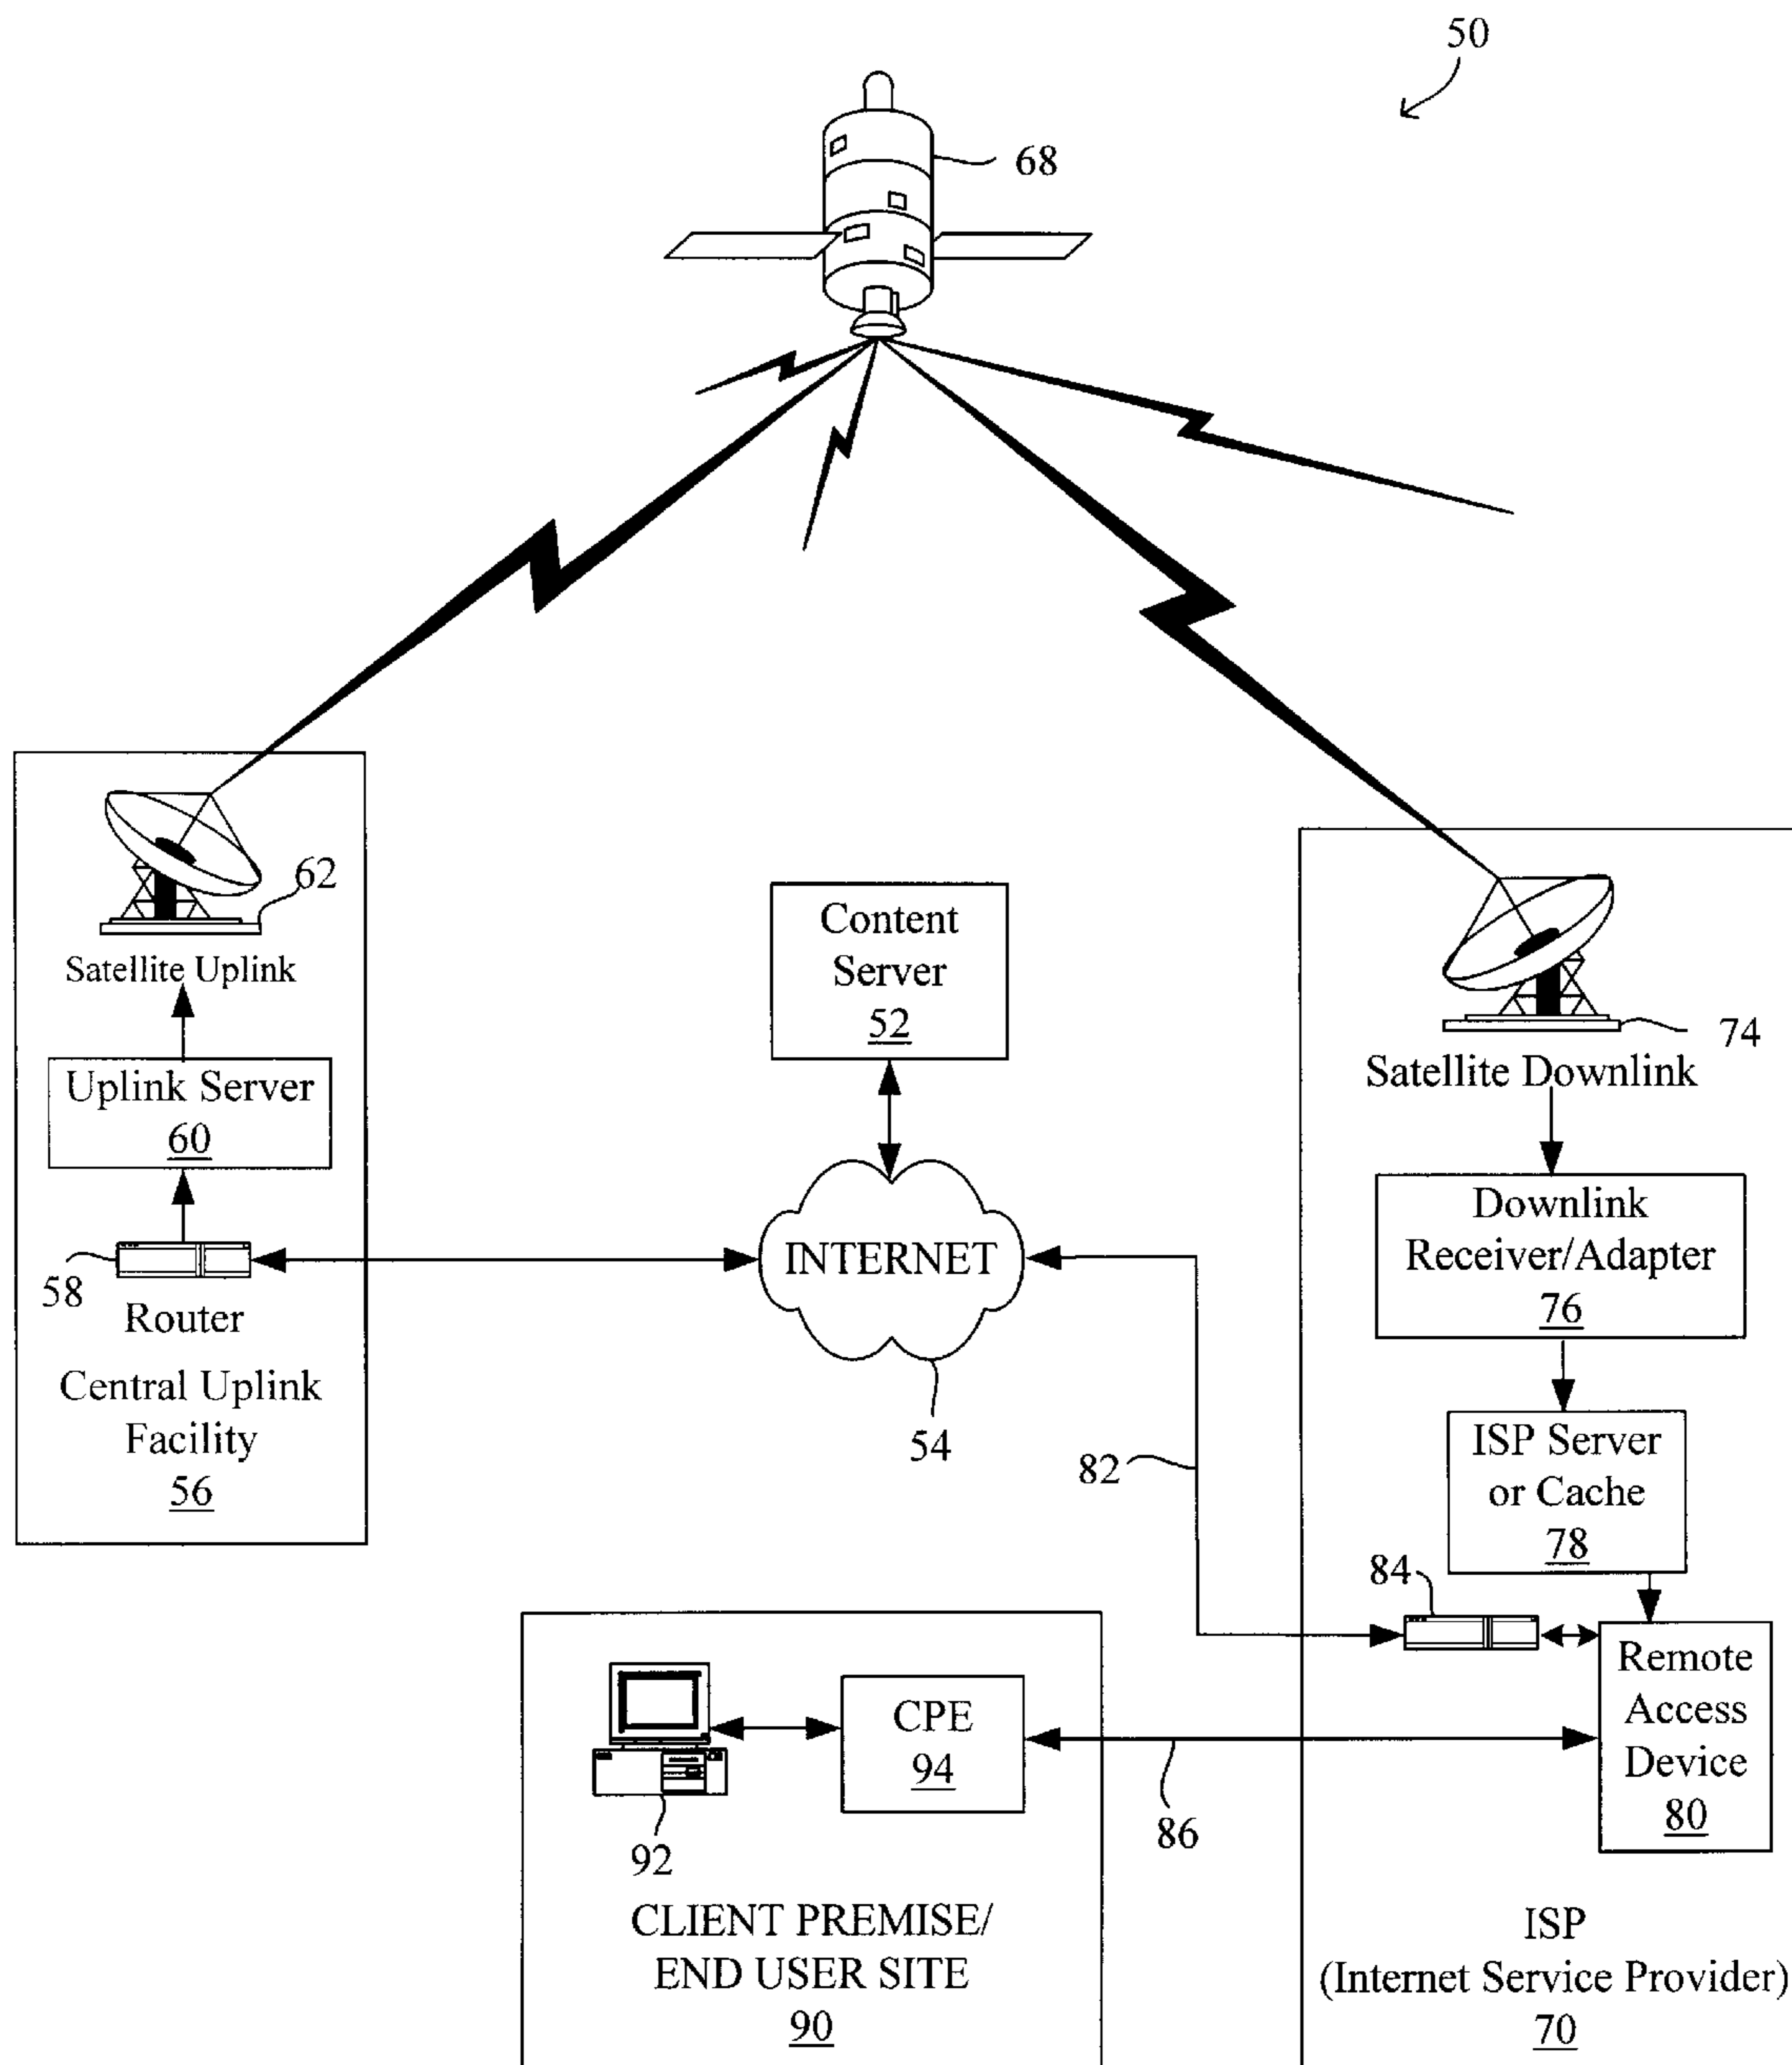 50
68
62
Satellite Uplink
Uplink Server
60
58
Router
Central Uplink
Facility
56
Content
Server
52
INTERNET
54
74
Satellite Downlink
Downlink
Receiver/Adapter
76
ISP Server
or Cache
78
82
84
Remote
Access
Device
80
CPE
94
92
86
CLIENT PREMISE/
END USER SITE
90
ISP
(Internet Service Provider)
70